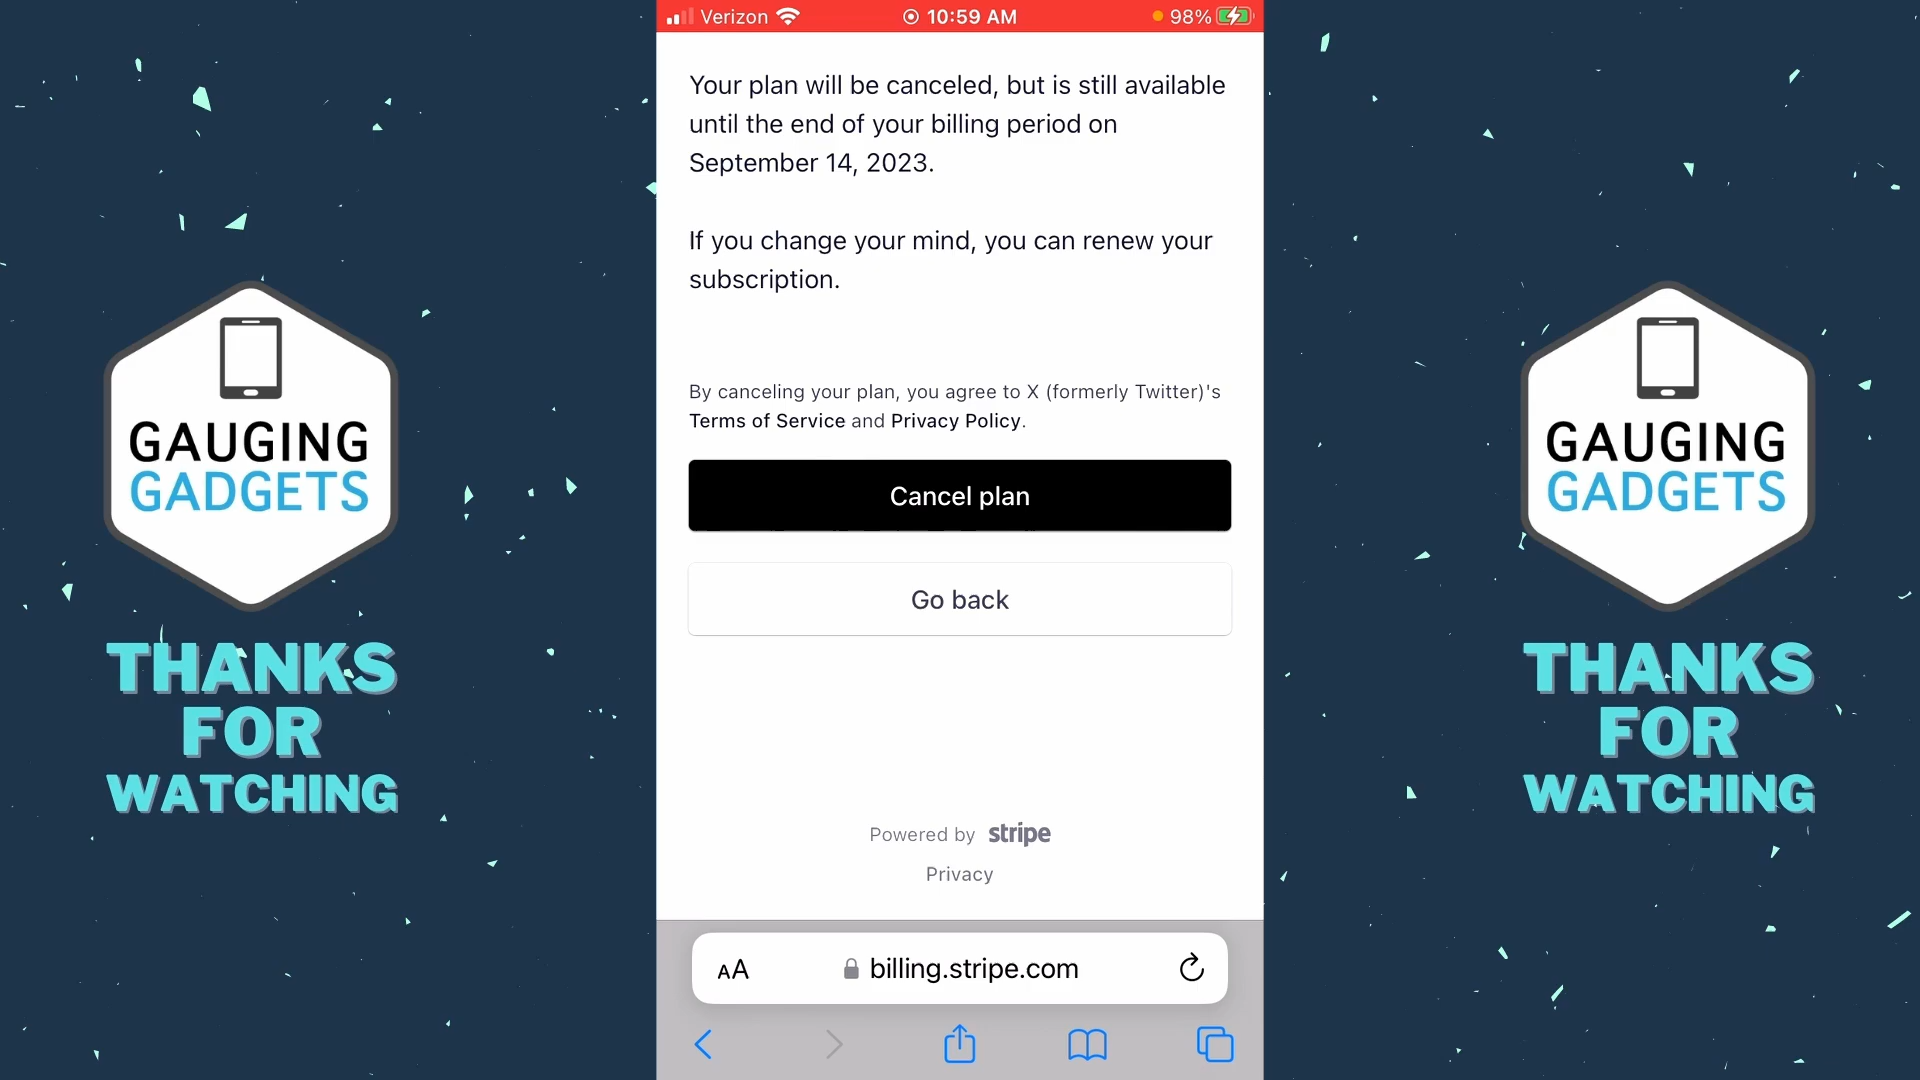 Verizon 10:59 AM 98%
Your plan will be canceled, but is still available
until the end of your billing period on
September 14, 2023.
If you change your mind, you can renew your
subscription.
By canceling your plan, you agree to X (formerly Twitter)'s
Terms of Service and Privacy Policy.
Cancel plan
Go back
Powered by stripe
Privacy
AA billing.stripe.com
GAUGING
GADGETS
THANKS
FOR
WATCHING
GAUGING
GADGETS
THANKS
FOR
WATCHING